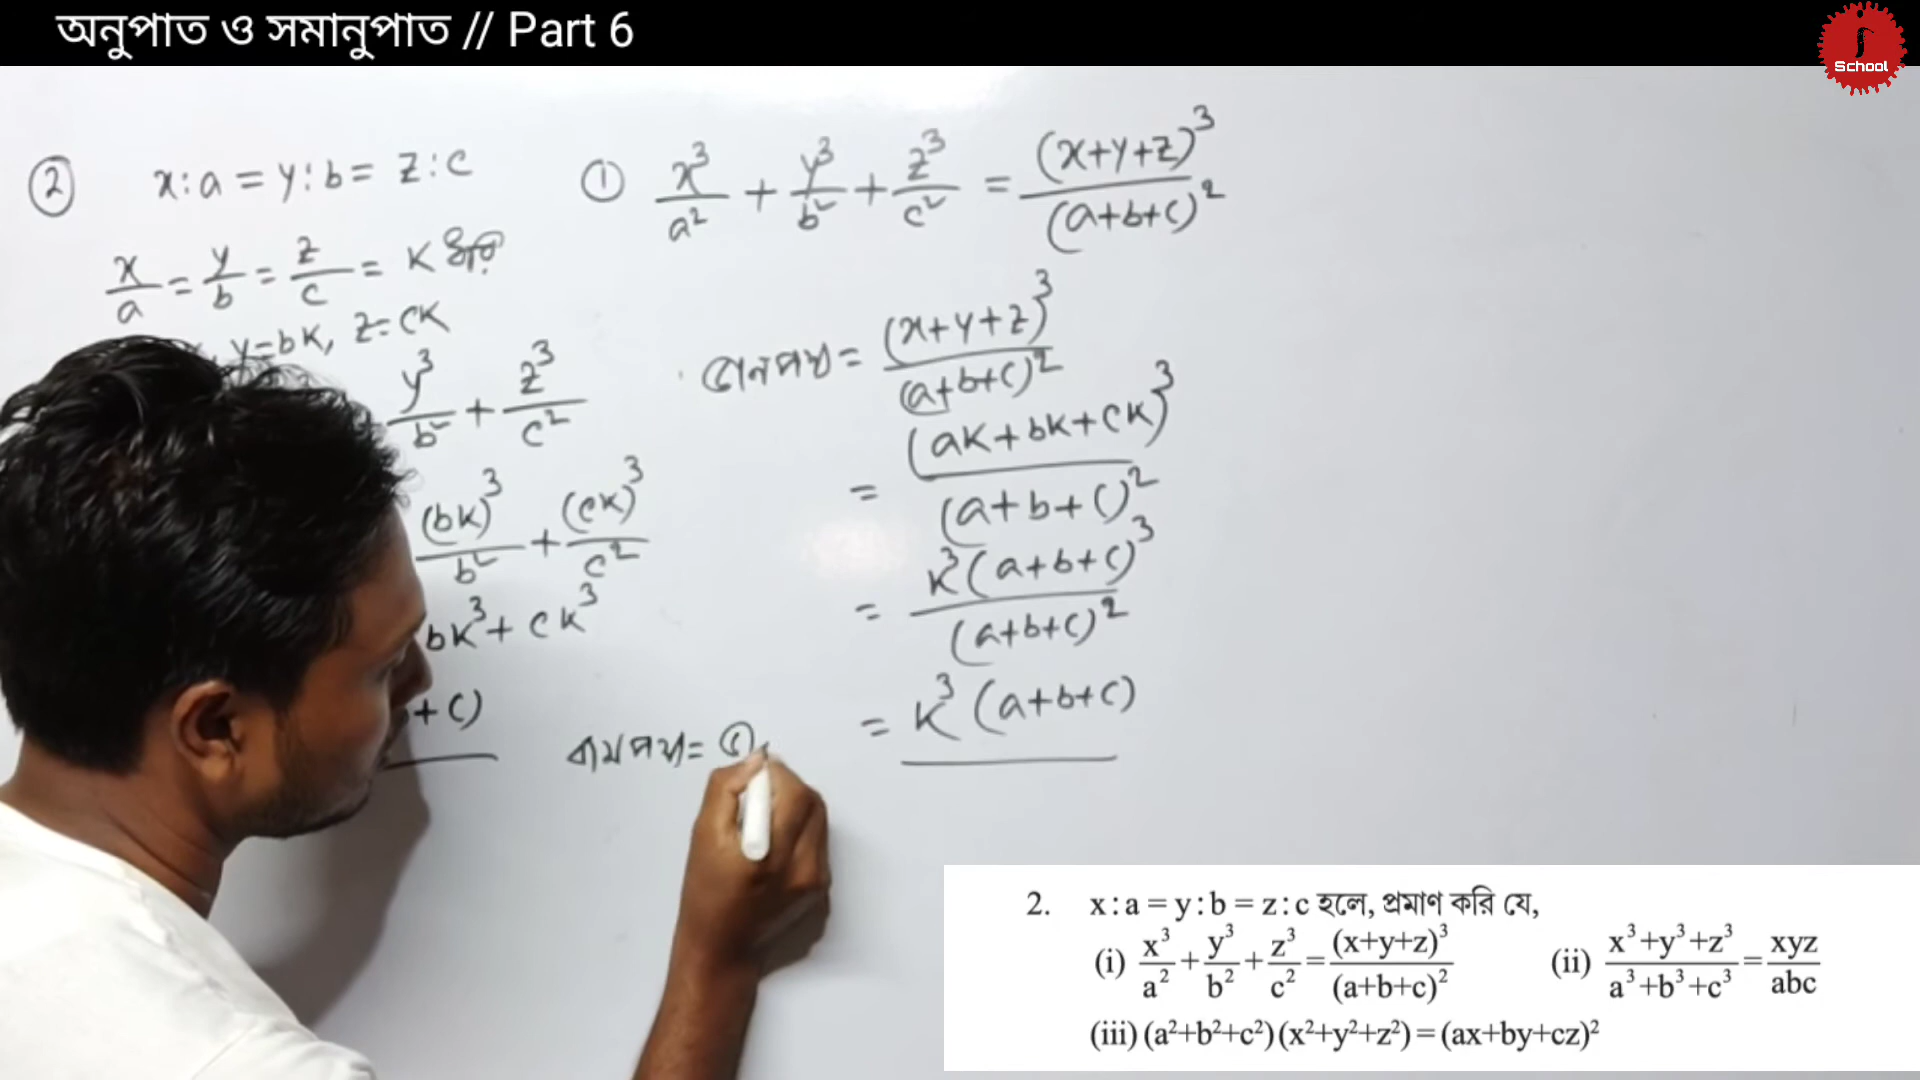 অনুপাত ও সমানুপাত // Part 6
School
② x:a = y:b = z:c
x/a = y/b = z/c = K ধরি
y=bK, z=cK
y³/b² + z³/c²
(bK)³/b² + (cK)³/c²
bK³ + cK³
+ c)
বামপক্ষ =
① x³/a² + y³/b² + z³/c² = (x+y+z)³/(a+b+c)²
ডানপক্ষ = (x+y+z)³/(a+b+c)²
= (aK+bK+cK)³/(a+b+c)²
= K³(a+b+c)³/(a+b+c)²
= K³(a+b+c)
2. x : a = y : b = z : c হলে, প্রমাণ করি যে,
(i) x³/a² + y³/b² + z³/c² = (x+y+z)³/(a+b+c)² (ii) x³+y³+z³/a³+b³+c³ = xyz/abc
(iii) (a²+b²+c²)(x²+y²+z²) = (ax+by+cz)²